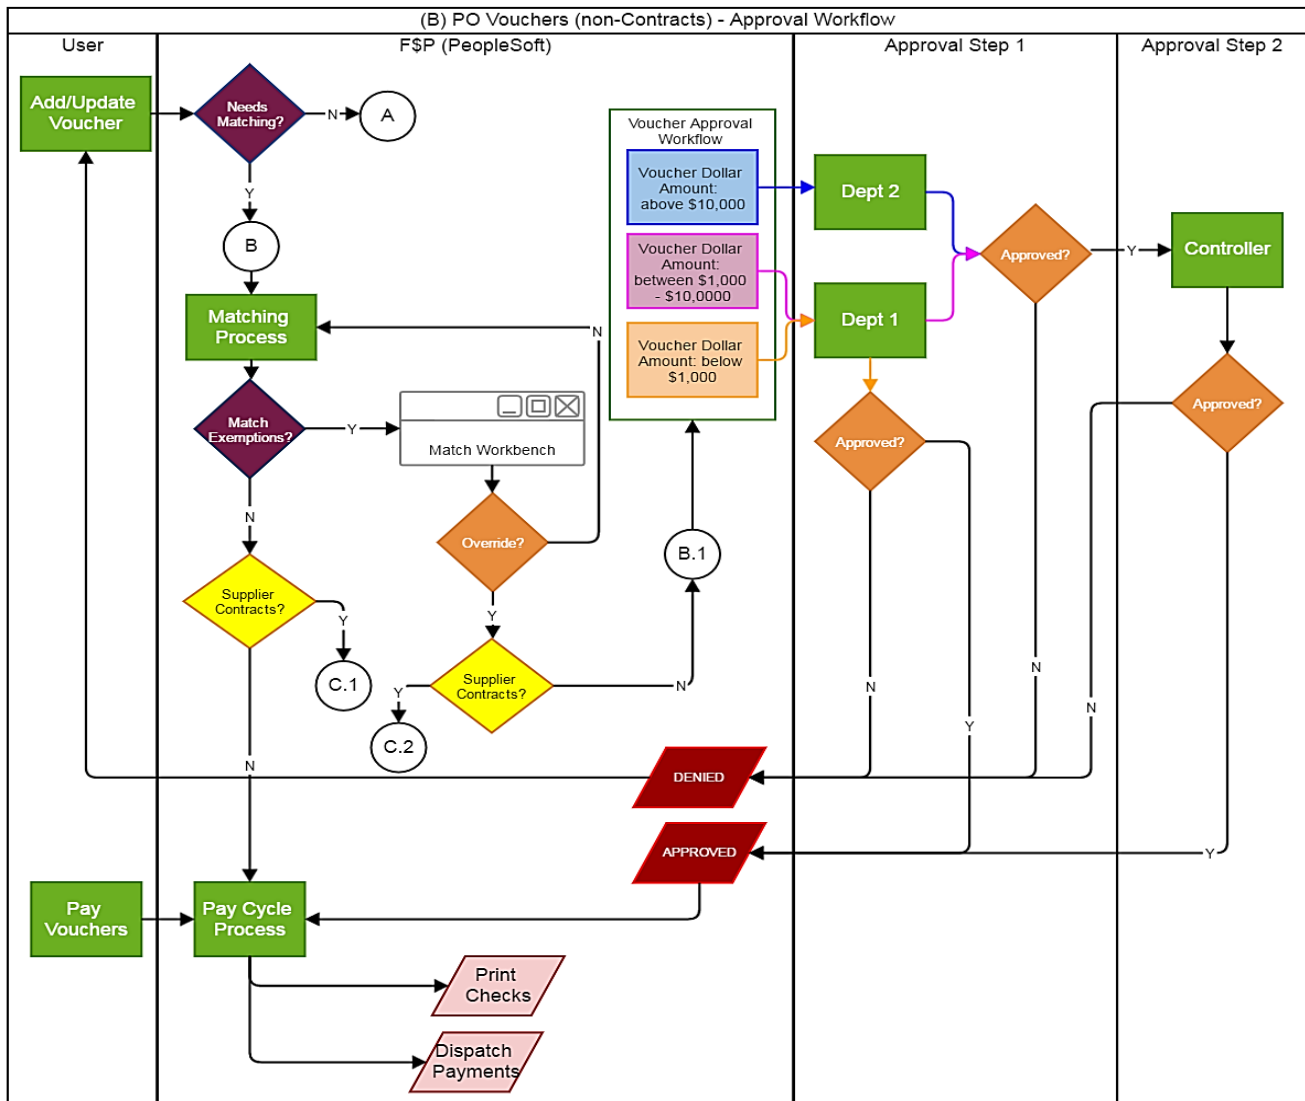 (B) PO Vouchers (non-Contracts) - Approval Workflow
User
F$P (PeopleSoft)
Approval Step 1
Approval Step 2
Add/Update
Voucher
Needs
Matching?
N
A
Y
B
Matching
Process
Match
Exemptions?
Y
Match Workbench
N
Override?
N
Y
Supplier
Contracts?
Y
C.1
Supplier
Contracts?
Y
C.2
N
B.1
N
Voucher Approval
Workflow
Voucher Dollar
Amount:
above $10,000
Voucher Dollar
Amount:
between $1,000
- $10,0000
Voucher Dollar
Amount: below
$1,000
Dept 2
Dept 1
Approved?
Y
Controller
Approved?
Approved?
N
Y
N
N
Y
DENIED
APPROVED
Pay
Vouchers
Pay Cycle
Process
Print
Checks
Dispatch
Payments